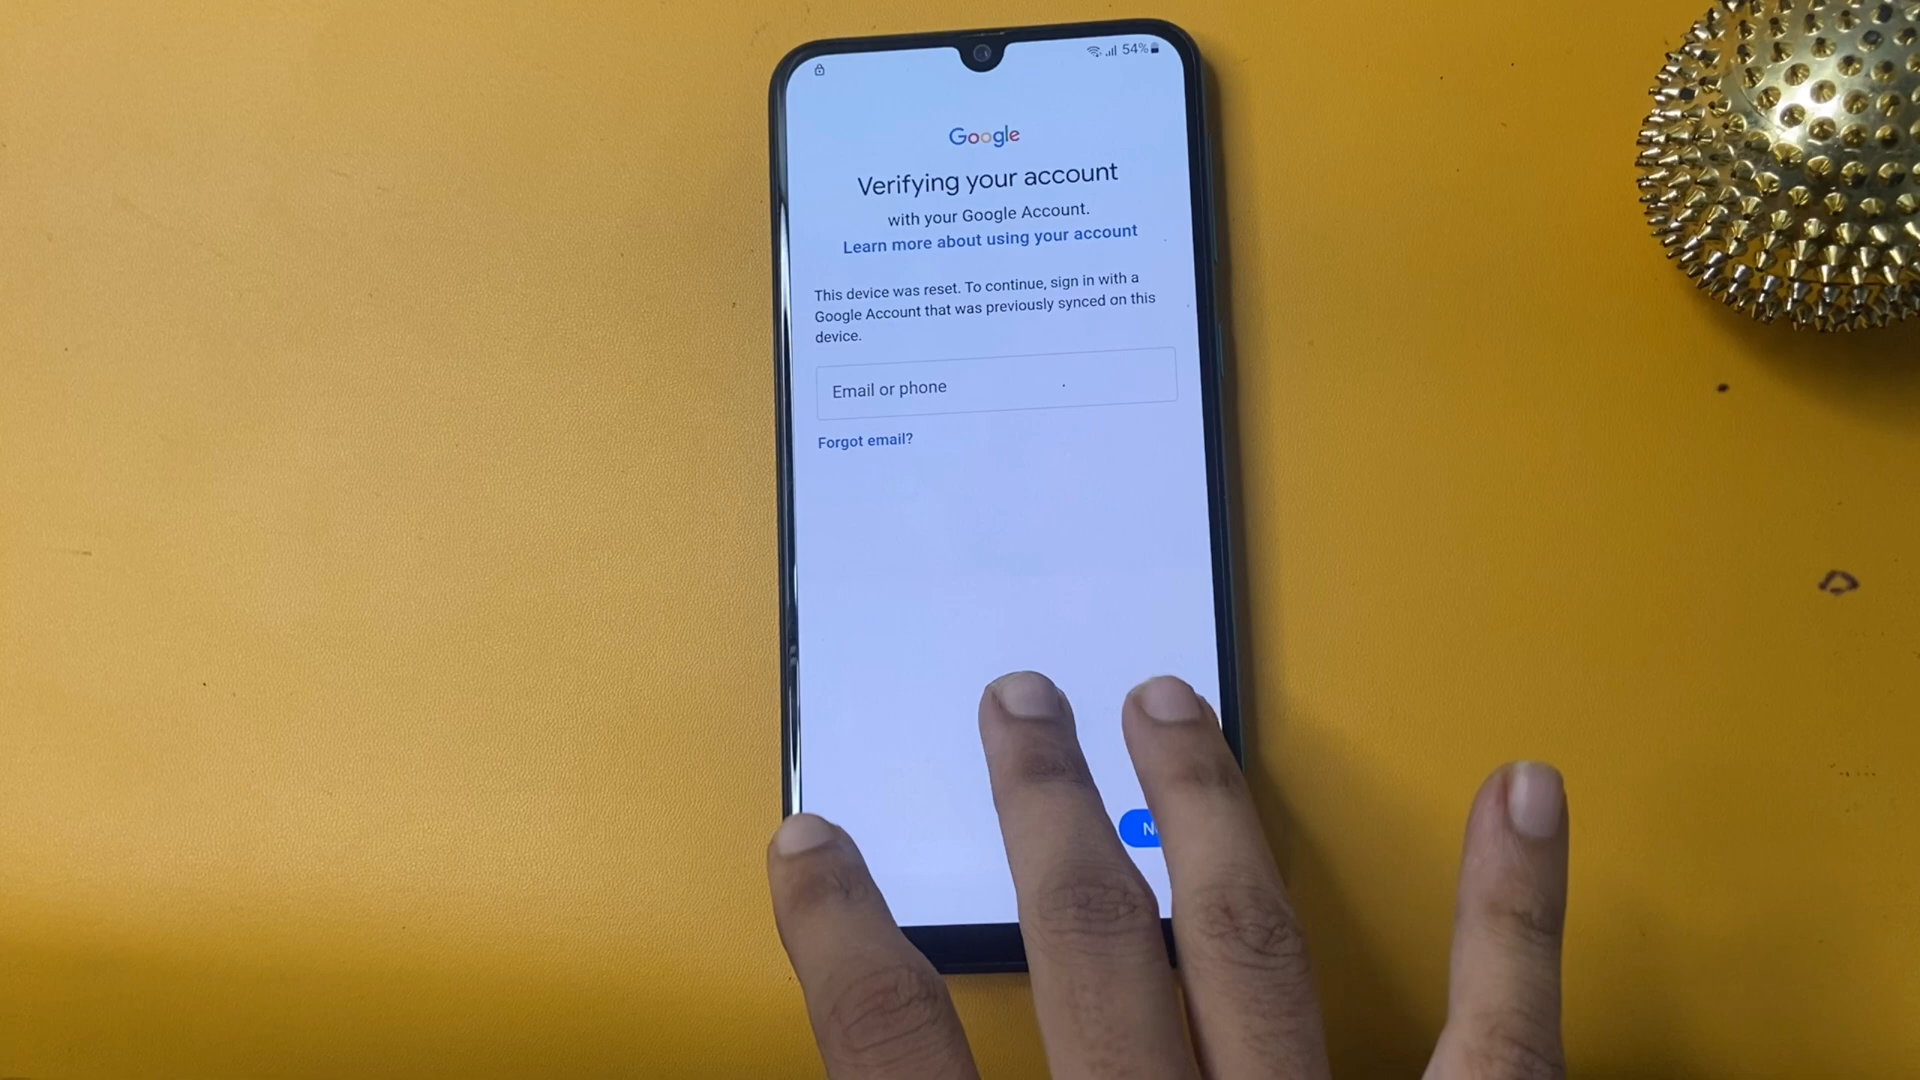 54%
Google
Verifying your account
with your Google Account.
Learn more about using your account
This device was reset. To continue, sign in with a
Google Account that was previously synced on this
device.
Email or phone
Forgot email?